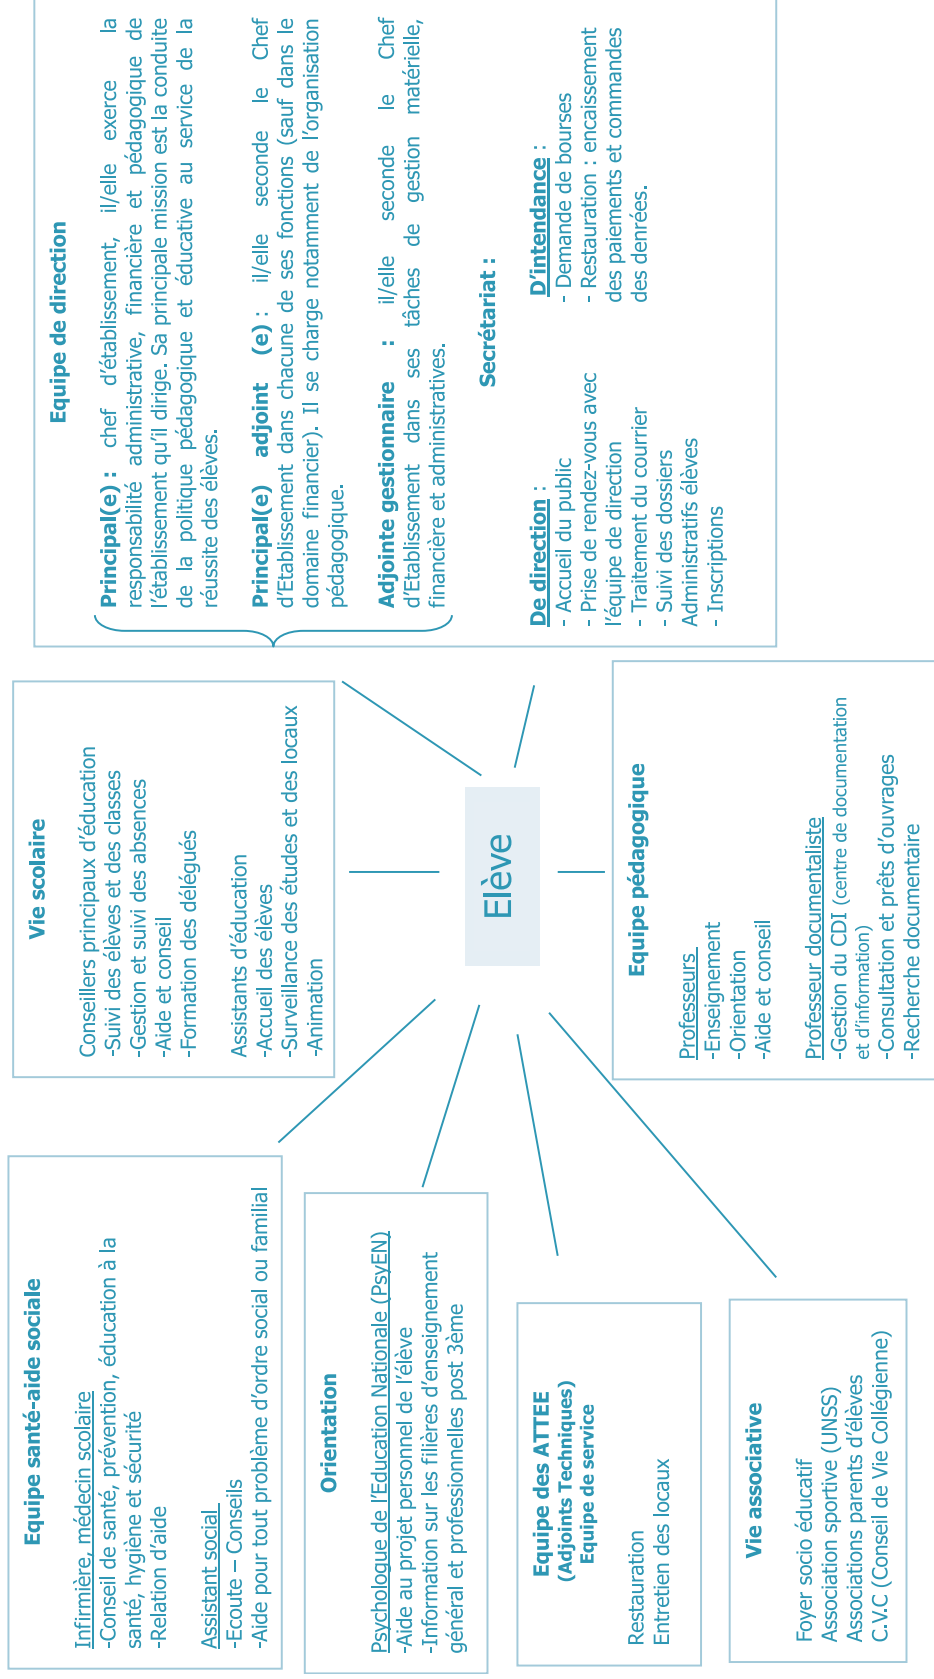 Equipe santé-aide sociale
Infirmière, médecin scolaire
-Conseil de santé, prévention, éducation à la
santé, hygiène et sécurité
-Relation d'aide
Assistant social
-Ecoute – Conseils
-Aide pour tout problème d'ordre social ou familial
Orientation
Psychologue de l'Education Nationale (PsyEN)
-Aide au projet personnel de l'élève
-Information sur les filières d'enseignement
général et professionnelles post 3ème
Equipe des ATTEE
(Adjoints Techniques)
Equipe de service
Restauration
Entretien des locaux
Vie associative
Foyer socio éducatif
Association sportive (UNSS)
Associations parents d'élèves
C.V.C (Conseil de Vie Collégienne)
Vie scolaire
Conseillers principaux d'éducation
-Suivi des élèves et des classes
-Gestion et suivi des absences
-Aide et conseil
-Formation des délégués
Assistants d'éducation
-Accueil des élèves
-Surveillance des études et des locaux
-Animation
Elève
Equipe pédagogique
Professeurs
-Enseignement
-Orientation
-Aide et conseil
Professeur documentaliste
-Gestion du CDI (centre de documentation
et d'information)
-Consultation et prêts d'ouvrages
-Recherche documentaire
Equipe de direction
Principal(e) : chef d'établissement, il/elle exerce la
responsabilité administrative, financière et pédagogique de
l'établissement qu'il dirige. Sa principale mission est la conduite
de la politique pédagogique et éducative au service de la
réussite des élèves.
Principal(e) adjoint (e) : il/elle seconde le Chef
d'Etablissement dans chacune de ses fonctions (sauf dans le
domaine financier). Il se charge notamment de l'organisation
pédagogique.
Adjointe gestionnaire : il/elle seconde le Chef
d'Etablissement dans ses tâches de gestion matérielle,
financière et administratives.
Secrétariat :
De direction :
- Accueil du public
- Prise de rendez-vous avec
l'équipe de direction
- Traitement du courrier
- Suivi des dossiers
Administratifs élèves
- Inscriptions
D'intendance :
- Demande de bourses
- Restauration : encaissement
des paiements et commandes
des denrées.